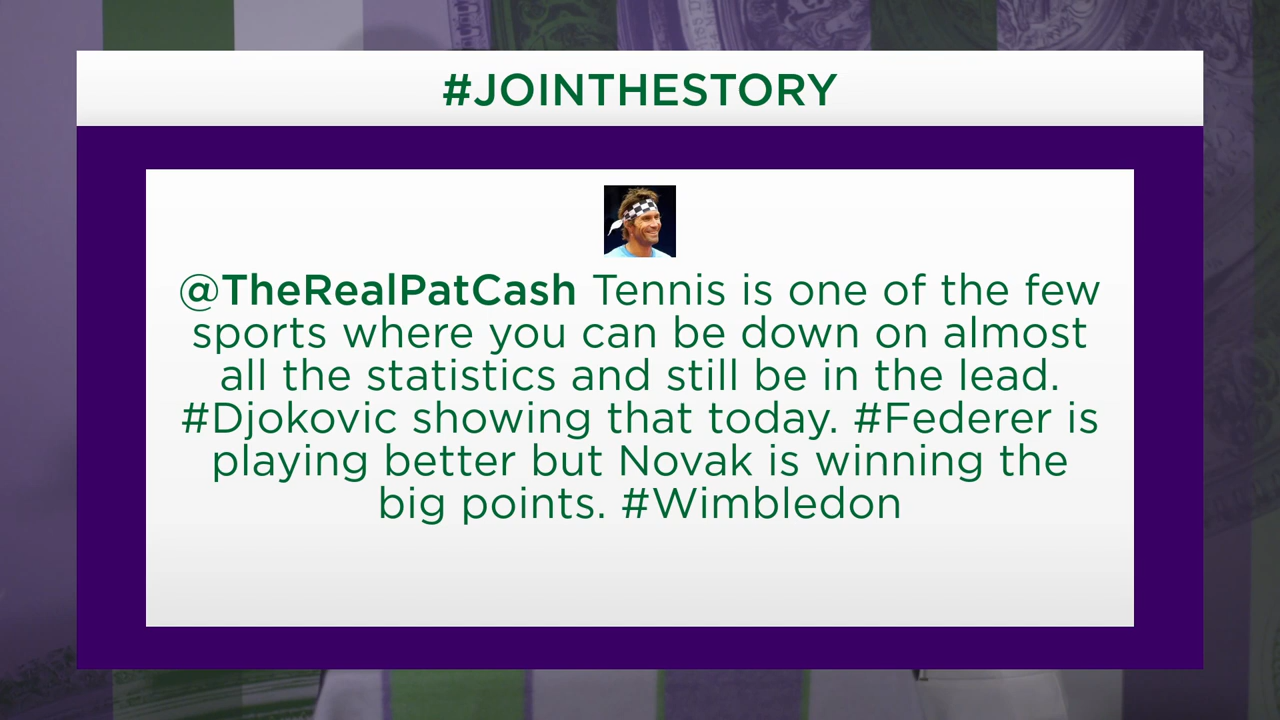 #JOINTHESTORY
@TheRealPatCash Tennis is one of the few
sports where you can be down on almost
all the statistics and still be in the lead.
#Djokovic showing that today. #Federer is
playing better but Novak is winning the
big points. #Wimbledon